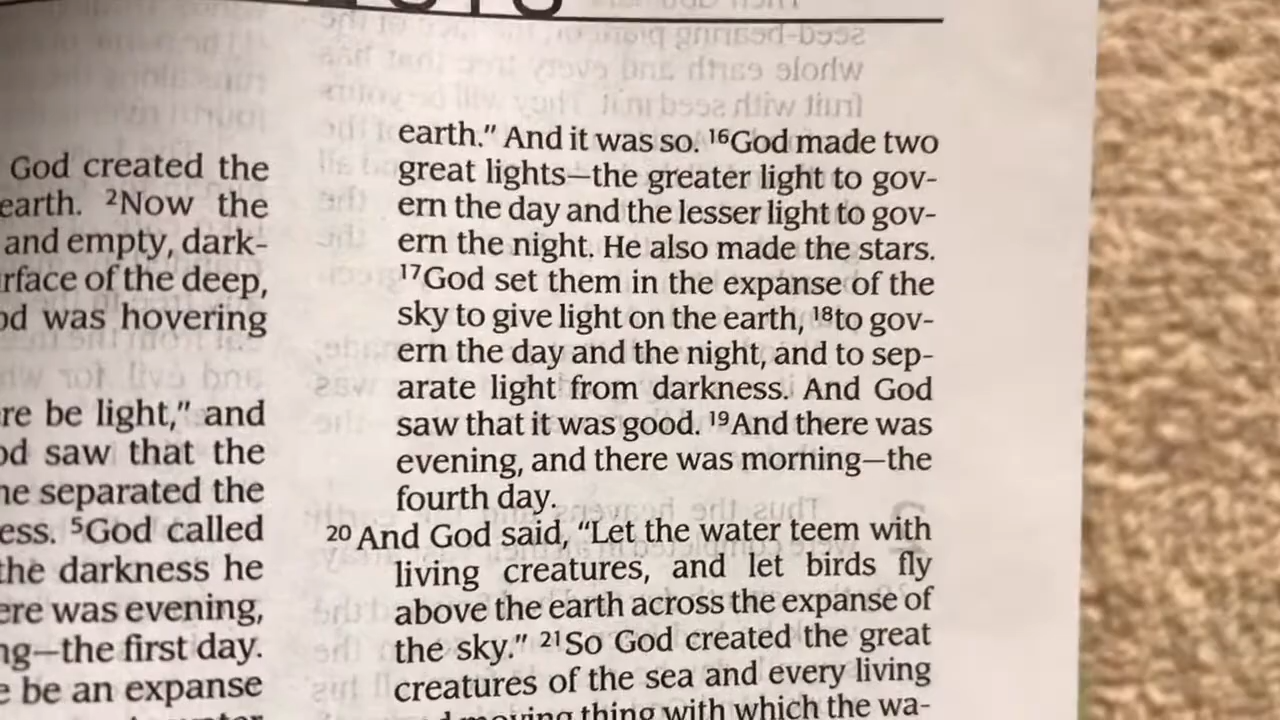 God created the
earth. ²Now the
and empty, dark-
of the deep,
was hovering
be light,” and
saw that the
separated the
⁵God called
the darkness he
was evening,
the first day.
be an expanse
earth.” And it was so. ¹⁶God made two
great lights—the greater light to gov-
ern the day and the lesser light to gov-
ern the night. He also made the stars.
¹⁷God set them in the expanse of the
sky to give light on the earth, ¹⁸to gov-
ern the day and the night, and to sep-
arate light from darkness. And God
saw that it was good. ¹⁹And there was
evening, and there was morning—the
fourth day.
²⁰And God said, “Let the water teem with
living creatures, and let birds fly
above the earth across the expanse of
the sky.” ²¹So God created the great
creatures of the sea and every living
moving thing with which the wa-